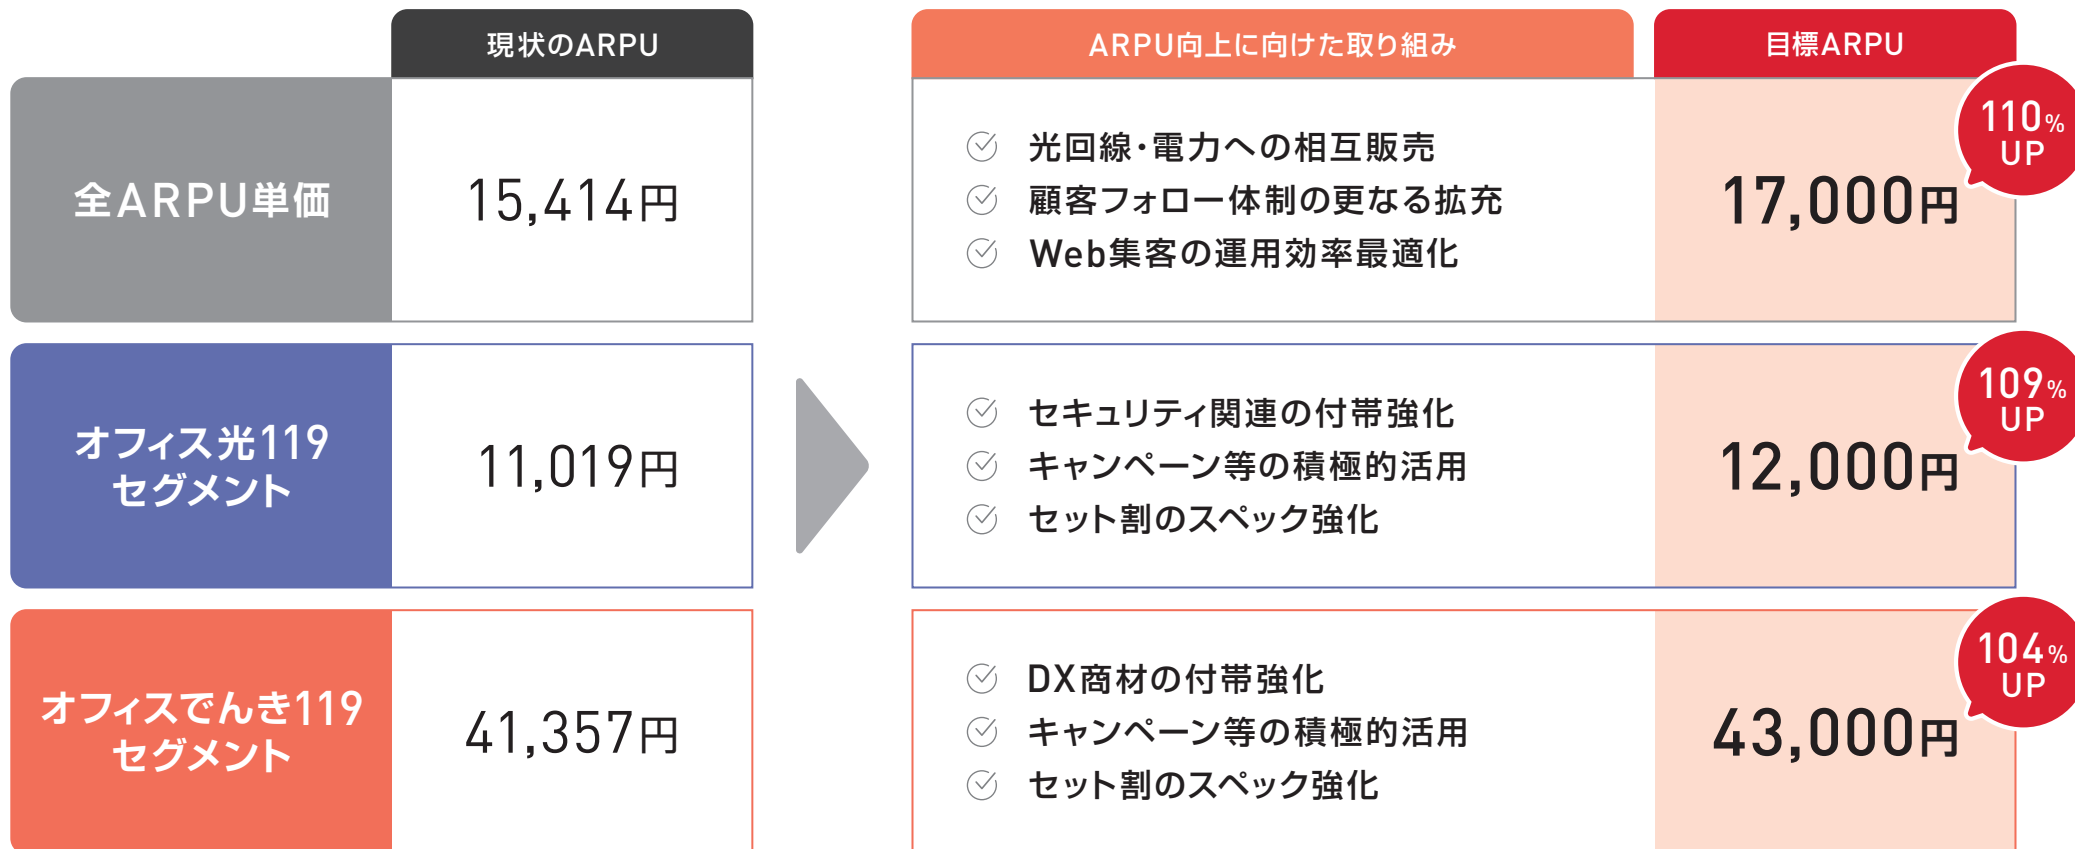 現状のARPU
ARPU向上に向けた取り組み
目標ARPU
全ARPU単価
15,414円
光回線・電力への相互販売
顧客フォロー体制の更なる拡充
Web集客の運用効率最適化
17,000円
110%
UP
オフィス光119
セグメント
11,019円
セキュリティ関連の付帯強化
キャンペーン等の積極的活用
セット割のスペック強化
12,000円
109%
UP
オフィスでんき119
セグメント
41,357円
DX商材の付帯強化
キャンペーン等の積極的活用
セット割のスペック強化
43,000円
104%
UP